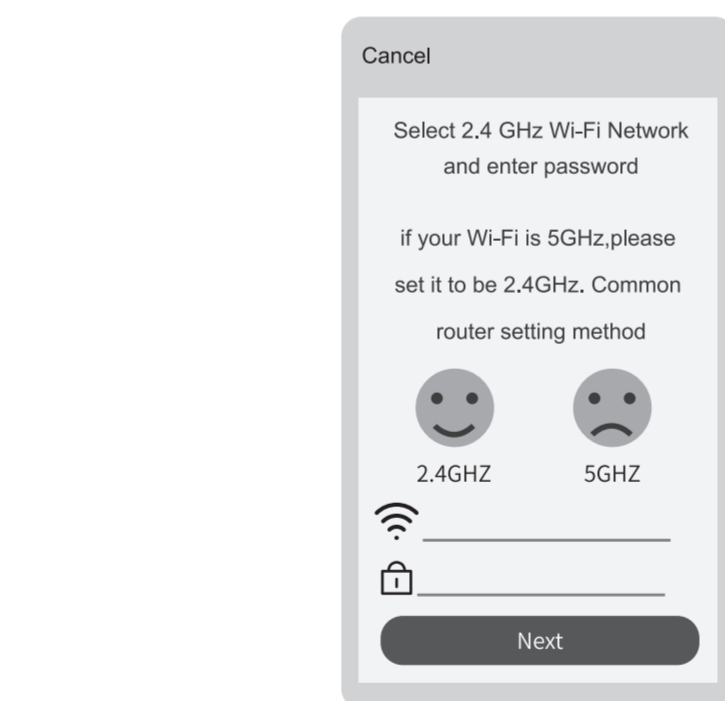 Cancel
Select 2.4 GHz Wi-Fi Network
and enter password
if your Wi-Fi is 5GHz,please
set it to be 2.4GHz. Common
router setting method
2.4GHZ 5GHZ
Next